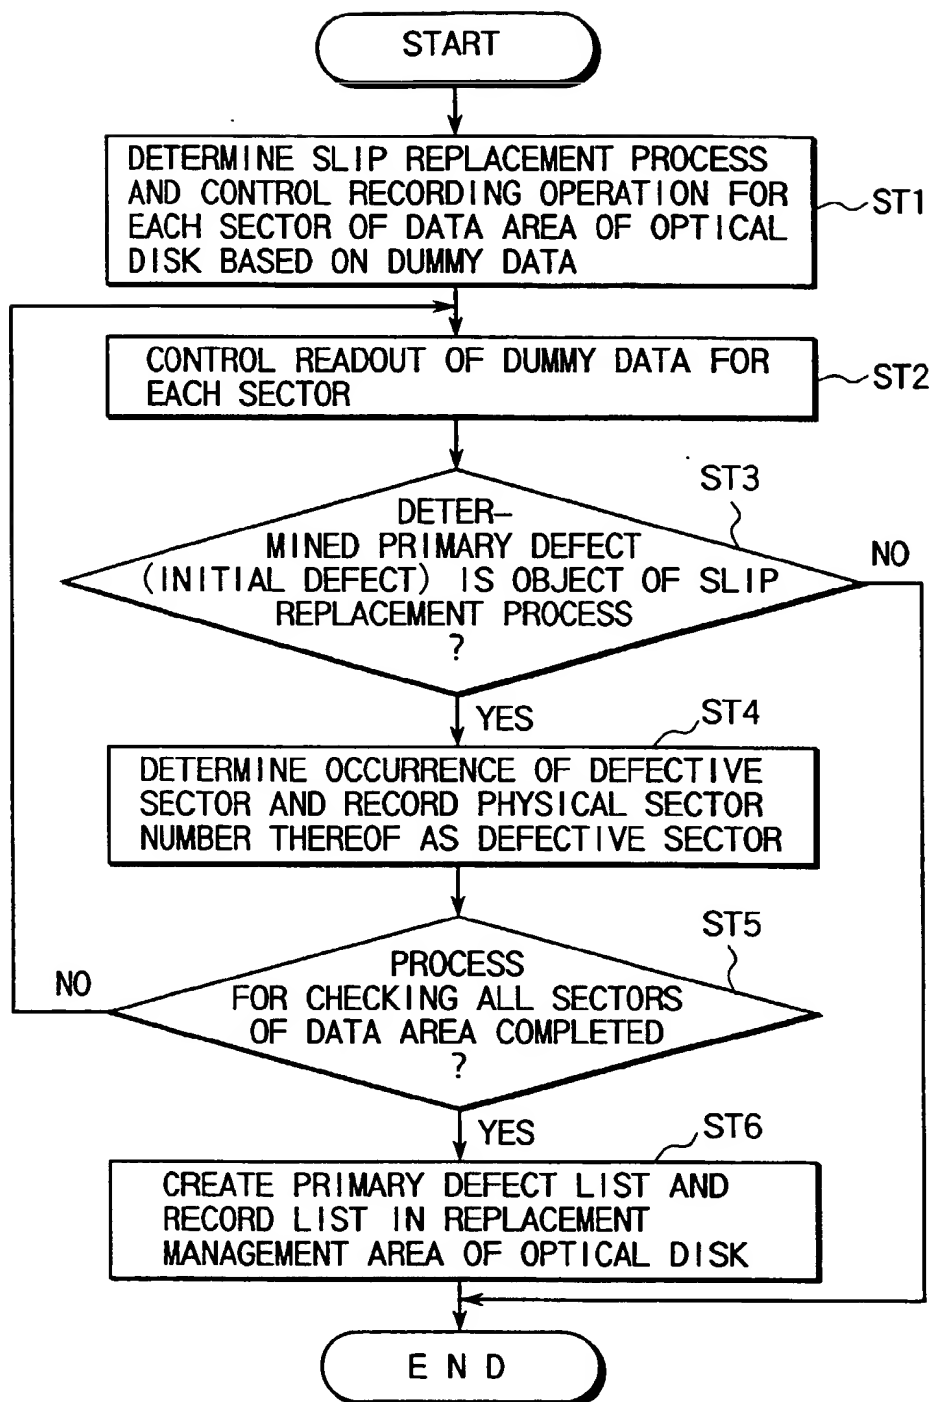 START
DETERMINE SLIP REPLACEMENT PROCESS
AND CONTROL RECORDING OPERATION FOR
EACH SECTOR OF DATA AREA OF OPTICAL
DISK BASED ON DUMMY DATA
ST1
CONTROL READOUT OF DUMMY DATA FOR
EACH SECTOR
ST2
ST3
DETER-
MINED PRIMARY DEFECT
(INITIAL DEFECT) IS OBJECT OF SLIP
REPLACEMENT PROCESS
?
NO
YES
ST4
DETERMINE OCCURRENCE OF DEFECTIVE
SECTOR AND RECORD PHYSICAL SECTOR
NUMBER THEREOF AS DEFECTIVE SECTOR
ST5
PROCESS
FOR CHECKING ALL SECTORS
OF DATA AREA COMPLETED
?
NO
YES
ST6
CREATE PRIMARY DEFECT LIST AND
RECORD LIST IN REPLACEMENT
MANAGEMENT AREA OF OPTICAL DISK
END